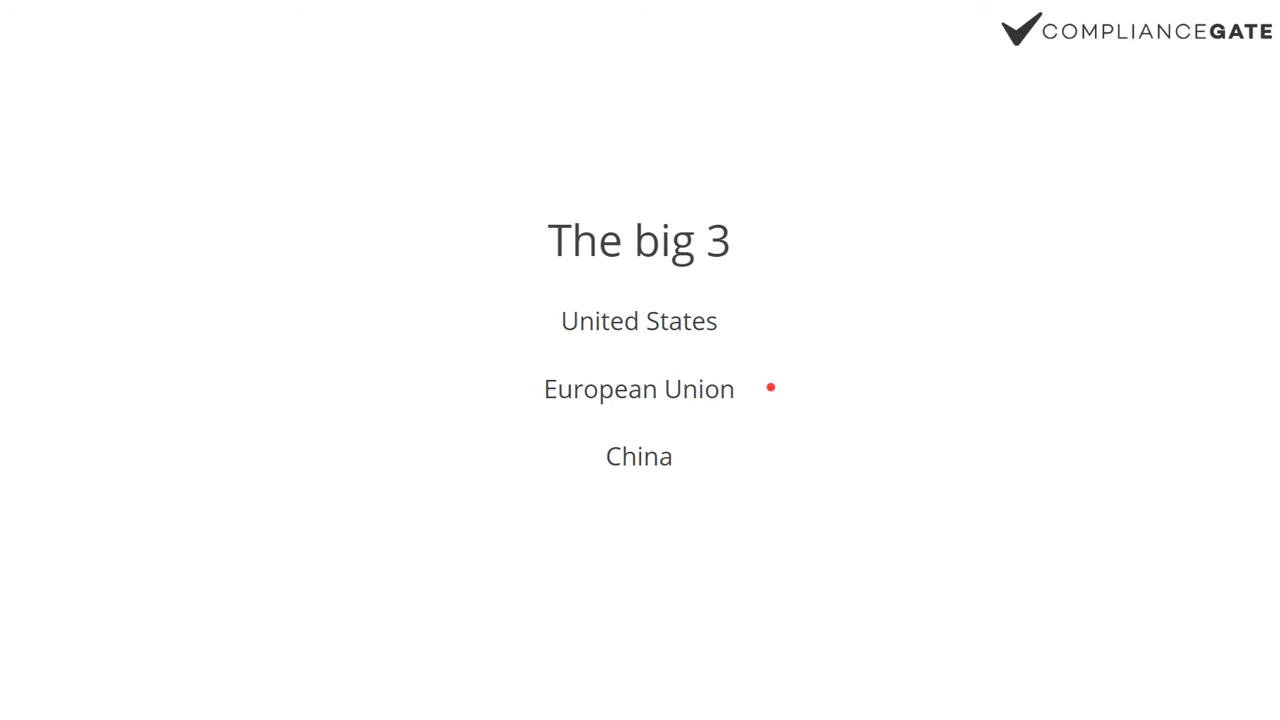 COMPLIANCEGATE
The big 3
United States
European Union
China